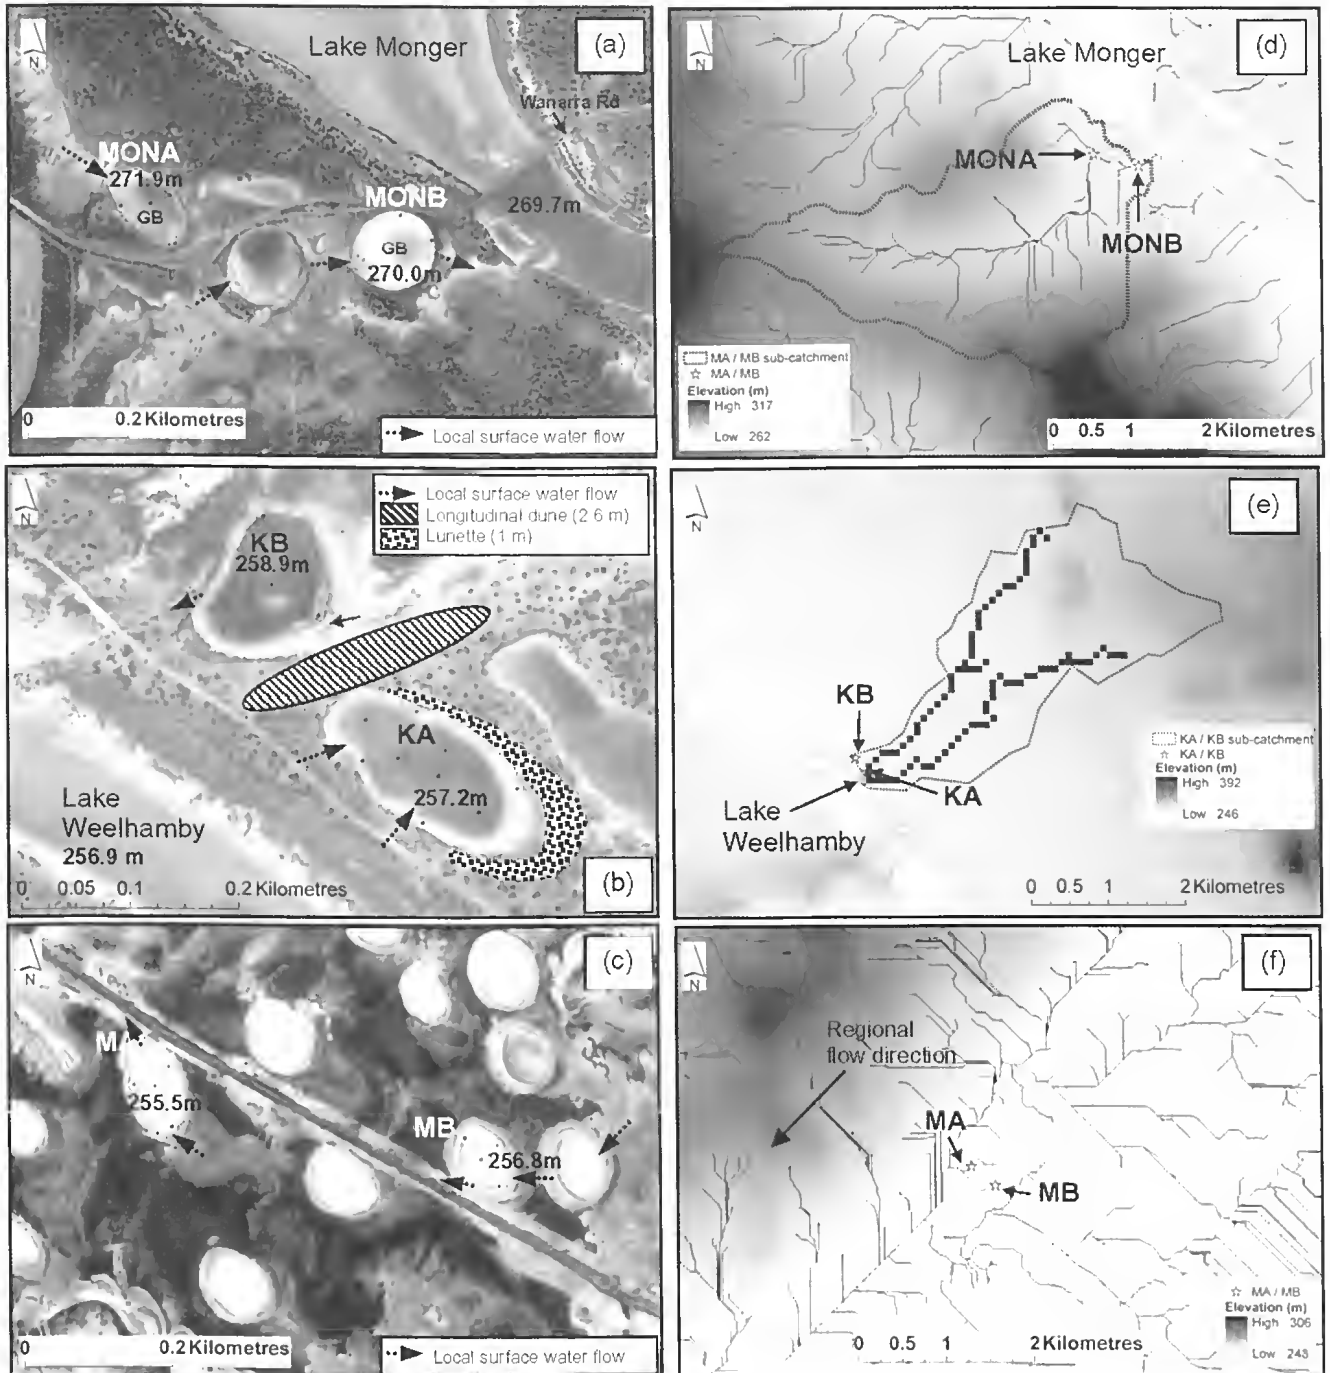 Lake Monger
(a)
N
Wanarra Rd
MONA
271.9m
GB
MONB
GB
270.0m
269.7m
0 0.2 Kilometres
Local surface water flow
Lake Monger
(d)
N
MONA
MONB
MA / MB sub-catchment
MA / MB
Elevation (m)
High 317
Low 262
0 0.5 1 2 Kilometres
Local surface water flow
Longitudinal dune (2.6 m)
Lunette (1 m)
N
KB
258.9m
KA
257.2m
Lake
Weelhamby
256.9 m
(b)
0 0.05 0.1 0.2 Kilometres
(e)
N
KB
KA
Lake
Weelhamby
KA / KB sub-catchment
KA / KB
Elevation (m)
High 392
Low 246
0 0.5 1 2 Kilometres
(c)
N
MA
255.5m
MB
256.8m
0 0.2 Kilometres
Local surface water flow
(f)
N
Regional
flow direction
MA
MB
MA / MB
Elevation (m)
High 306
Low 243
0 0.5 1 2 Kilometres